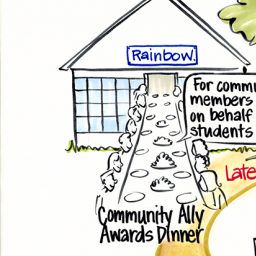 Rainbow.
For commu
members
on behalf
students
Late
Community Ally
Awards Dinner